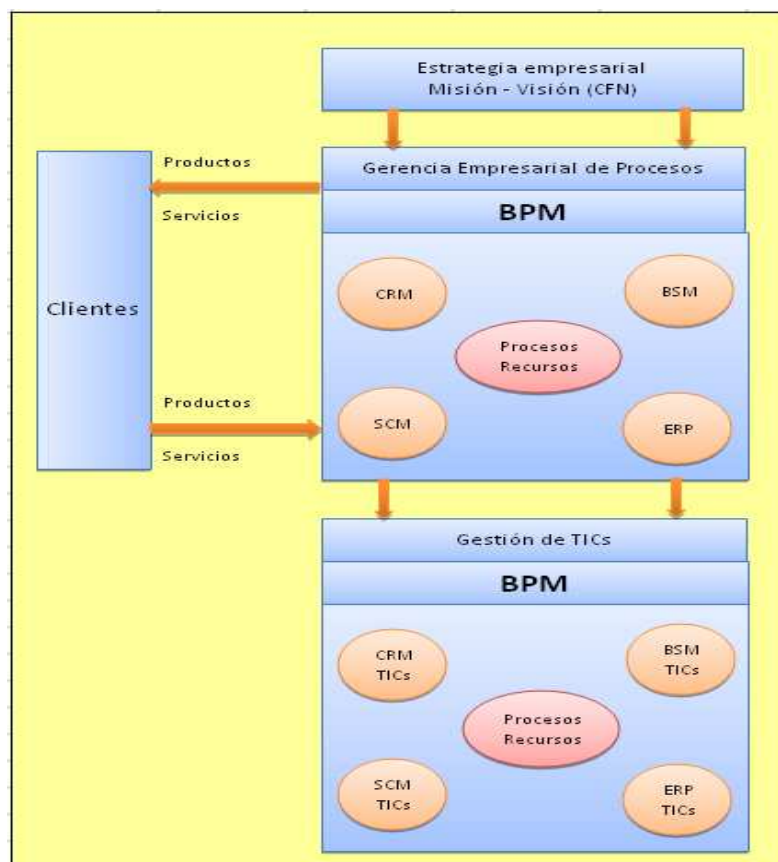 Estrategia empresarial
Misión - Visión (CFN)
Productos
Gerencia Empresarial de Procesos
Servicios
BPM
CRM
BSM
Clientes
Procesos
Recursos
Productos
SCM
ERP
Servicios
Gestión de TICs
BPM
CRM
TICs
BSM
TICs
Procesos
Recursos
SCM
TICs
ERP
TICs